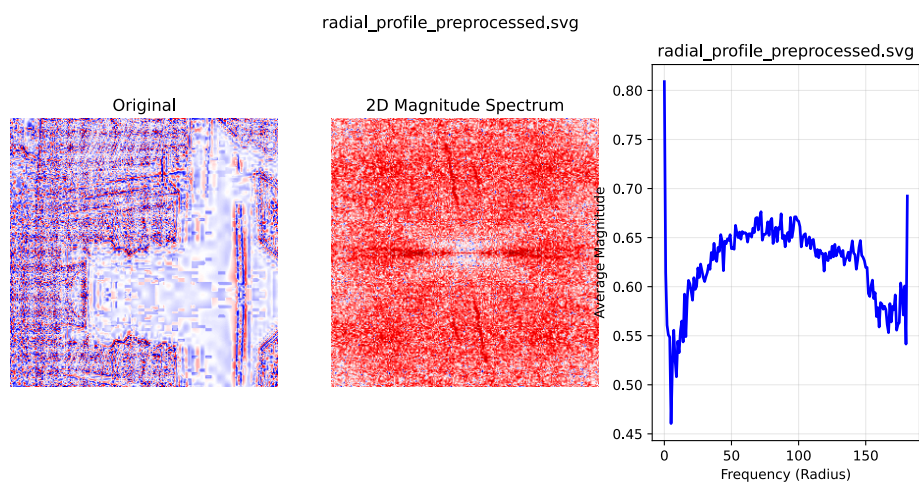 radial_profile_preprocessed.svg
Original
2D Magnitude Spectrum
radial_profile_preprocessed.svg
Average Magnitude
0.80
0.75
0.70
0.65
0.60
0.55
0.50
0.45
0
50
100
150
Frequency (Radius)